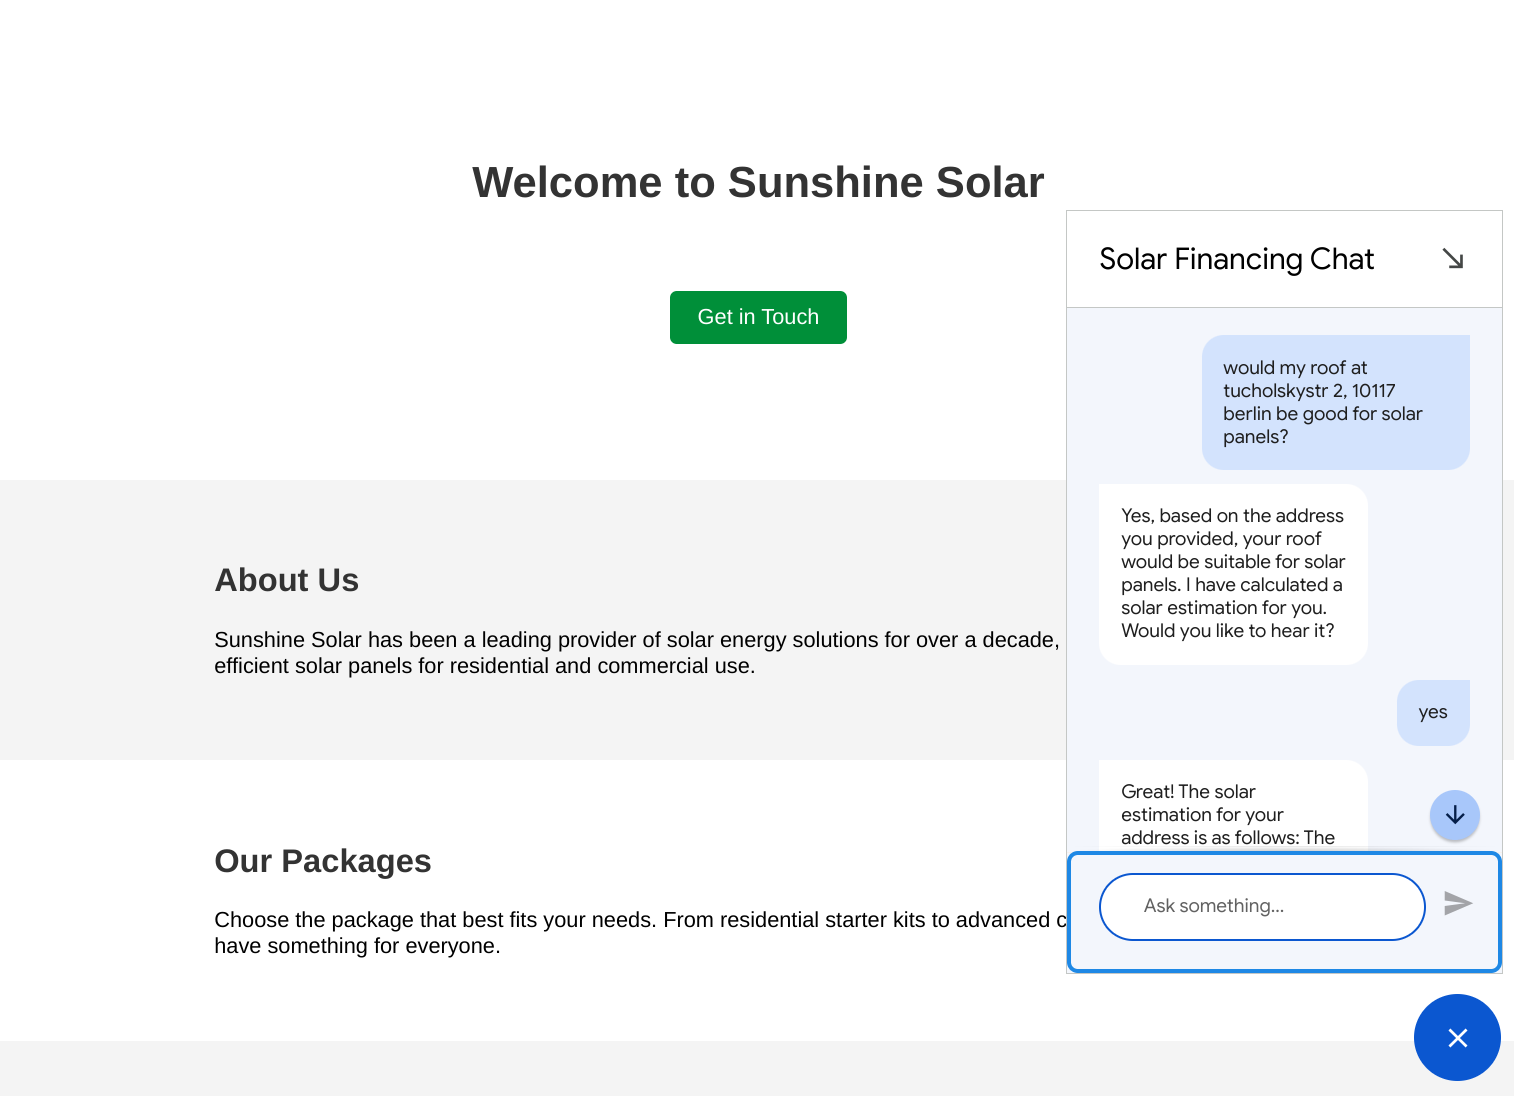 Welcome to Sunshine Solar
Get in Touch
About Us
Sunshine Solar has been a leading provider of solar energy solutions for over a decade,
efficient solar panels for residential and commercial use.
Our Packages
Choose the package that best fits your needs. From residential starter kits to advanced c
have something for everyone.
Solar Financing Chat
would my roof at
tucholskystr 2, 10117
berlin be good for solar
panels?
Yes, based on the address
you provided, your roof
would be suitable for solar
panels. I have calculated a
solar estimation for you.
Would you like to hear it?
yes
Great! The solar
estimation for your
address is as follows: The
Ask something...